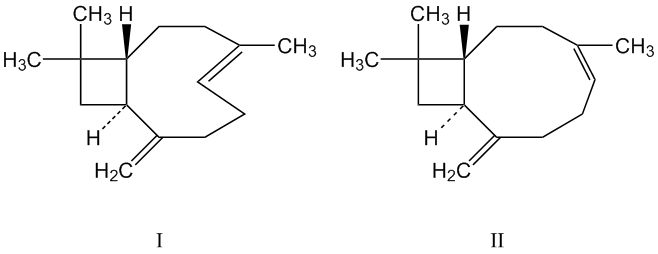 CH3 H CH3 H
H3C CH3 H3C CH3
H H
H2C H2C
I II